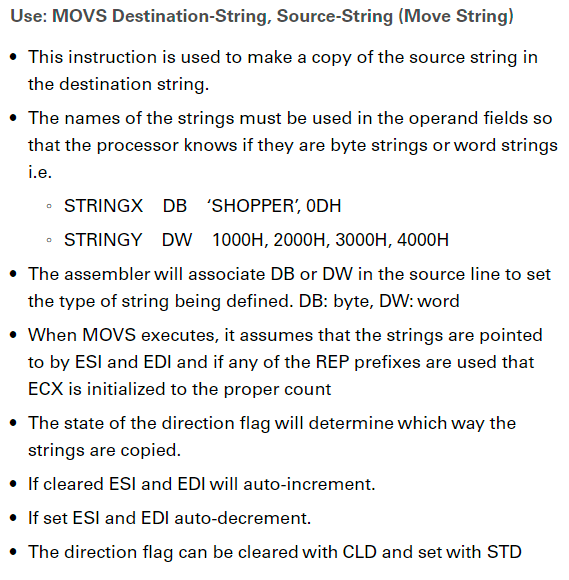 Use: MOVS Destination-String, Source-String (Move String)
• This instruction is used to make a copy of the source string in
the destination string.
• The names of the strings must be used in the operand fields so
that the processor knows if they are byte strings or word strings
i.e.
◦ STRINGX DB ‘SHOPPER’, 0DH
◦ STRINGY DW 1000H, 2000H, 3000H, 4000H
• The assembler will associate DB or DW in the source line to set
the type of string being defined. DB: byte, DW: word
• When MOVS executes, it assumes that the strings are pointed
to by ESI and EDI and if any of the REP prefixes are used that
ECX is initialized to the proper count
• The state of the direction flag will determine which way the
strings are copied.
• If cleared ESI and EDI will auto-increment.
• If set ESI and EDI auto-decrement.
• The direction flag can be cleared with CLD and set with STD